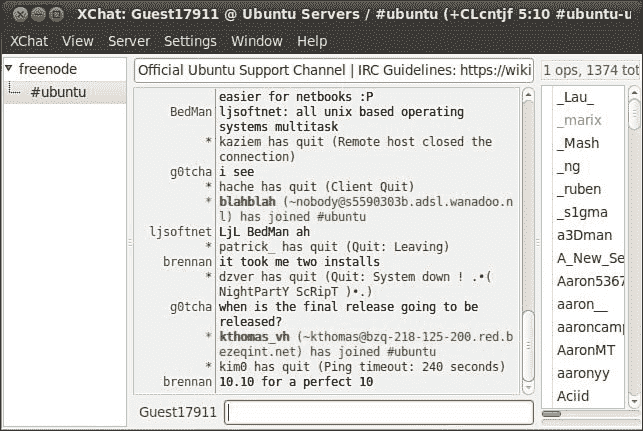 XChat: Guest17911 @ Ubuntu Servers / #ubuntu (+CLcntjf 5:10 #ubuntu-u
XChat View Server Settings Window Help
freenode
#ubuntu
Official Ubuntu Support Channel | IRC Guidelines: https://wiki
1 ops, 1374 tot
easier for netbooks :P
BedMan ljsoftnet: all unix based operating
systems multitask
* kaziem has quit (Remote host closed the
connection)
g0tcha i see
* hache has quit (Client Quit)
* blahblah (~nobody@s5590303b.adsl.wanadoo.n
l) has joined #ubuntu
ljsoftnet LjL BedMan ah
* patrick_ has quit (Quit: Leaving)
brennan it took me two installs
* dzver has quit (Quit: System down ! .•(
NightPartY ScRipT )•.)
g0tcha when is the final release going to be
released?
* kthomas_vh (~kthomas@bzq-218-125-200.red.b
ezeqint.net) has joined #ubuntu
* kim0 has quit (Ping timeout: 240 seconds)
brennan 10.10 for a perfect 10
Guest17911
_Lau_
_marix
_Mash
_ng
_ruben
_s1gma
a3Dman
A_New_Se
Aaron5367
aaron__
aaroncamp
AaronMT
aaronyy
Aciid